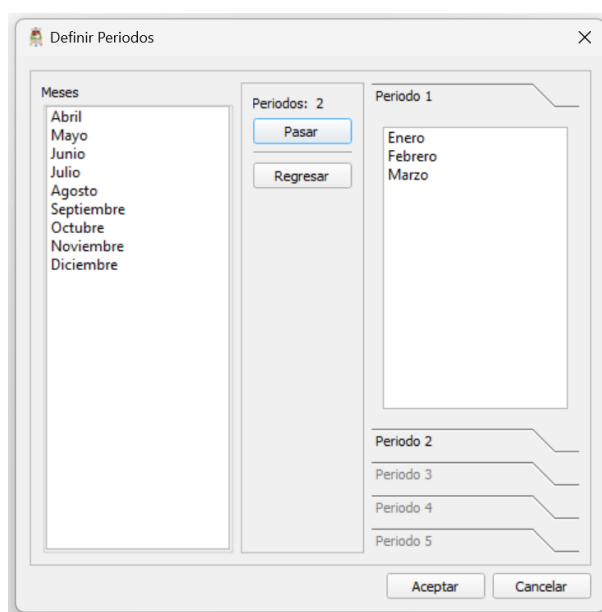 Definir Periodos
Meses
Abril
Mayo
Junio
Julio
Agosto
Septiembre
Octubre
Noviembre
Diciembre
Periodos: 2
Pasar
Regresar
Periodo 1
Enero
Febrero
Marzo
Periodo 2
Periodo 3
Periodo 4
Periodo 5
Aceptar
Cancelar